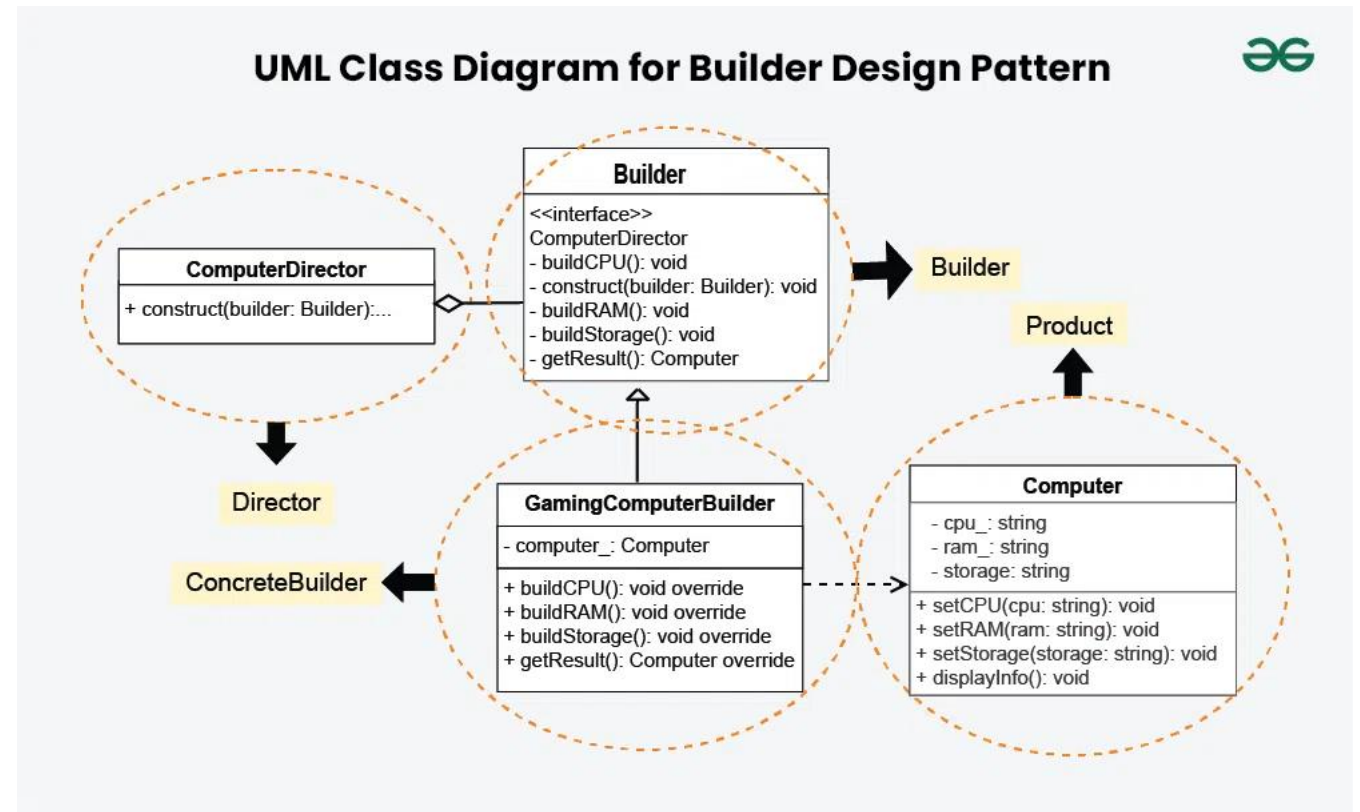 UML Class Diagram for Builder Design Pattern
Builder
<<interface>>
ComputerDirector
- buildCPU(): void
- construct(builder: Builder): void
- buildRAM(): void
- buildStorage(): void
- getResult(): Computer
ComputerDirector
+ construct(builder: Builder):...
Builder
Product
Director
ConcreteBuilder
GamingComputerBuilder
- computer_: Computer
+ buildCPU(): void override
+ buildRAM(): void override
+ buildStorage(): void override
+ getResult(): Computer override
Computer
- cpu_: string
- ram_: string
- storage: string
+ setCPU(cpu: string): void
+ setRAM(ram: string): void
+ setStorage(storage: string): void
+ displayInfo(): void